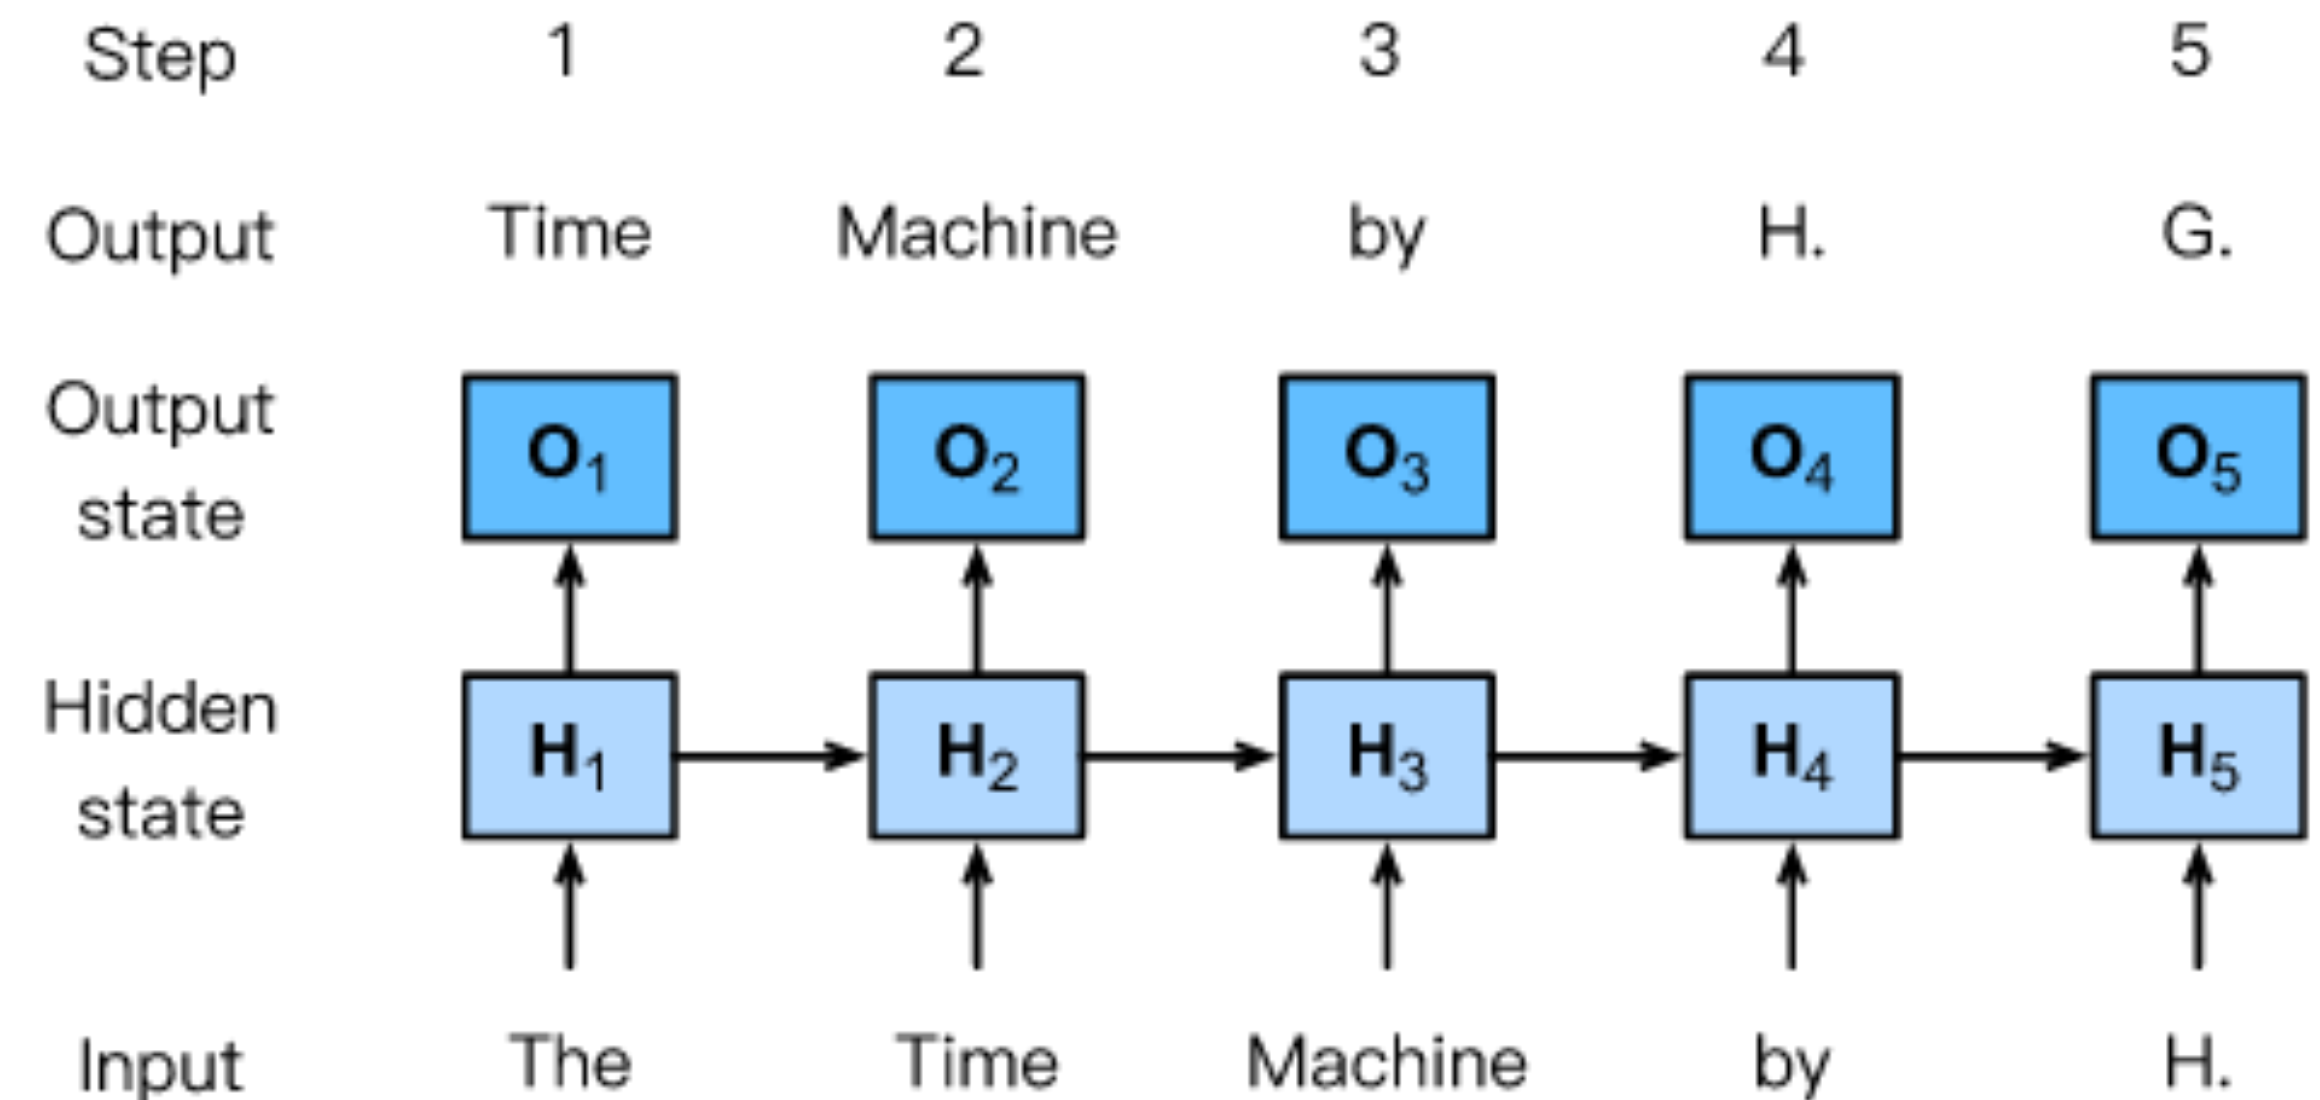 Step 1 2 3 4 5
Output Time Machine by H. G.
Output state O1 O2 O3 O4 O5
Hidden state H1 H2 H3 H4 H5
Input The Time Machine by H.